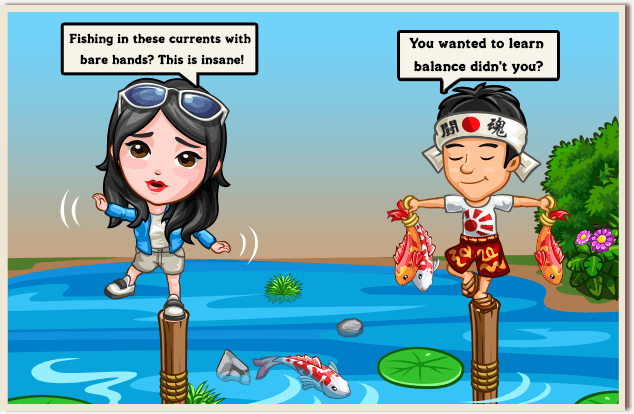 Fishing in these currents with
bare hands? This is insane!
You wanted to learn
balance didn't you?
闘 魂